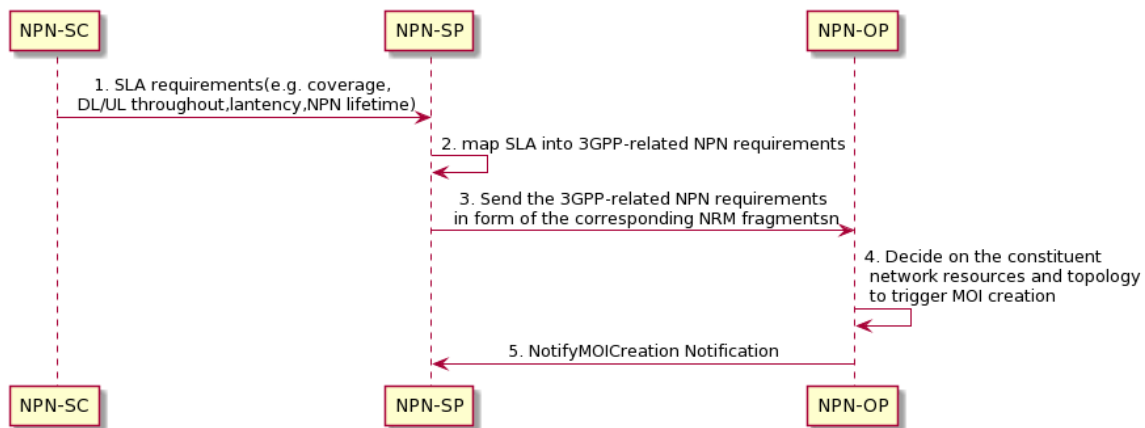 NPN-SC NPN-SP NPN-OP
1. SLA requirements(e.g. coverage,
DL/UL throughout,lantency,NPN lifetime)
2. map SLA into 3GPP-related NPN requirements
3. Send the 3GPP-related NPN requirements
in form of the corresponding NRM fragmentsn
4. Decide on the constituent
network resources and topology
to trigger MOI creation
5. NotifyMOICreation Notification
NPN-SC NPN-SP NPN-OP